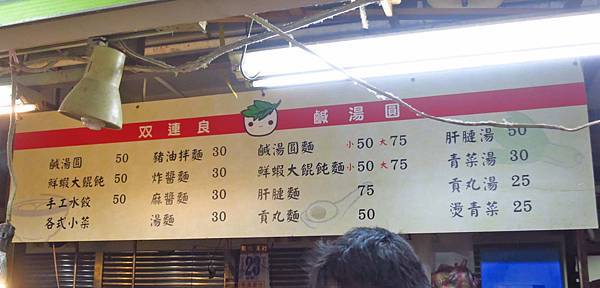 双連良 鹹湯圓
鹹湯圓 50
鮮蝦大餛飩 50
手工水餃 50
各式小菜
豬油拌麵 30
炸醬麵 30
麻醬麵 30
湯麵 30
鹹湯圓麵 小50 大75
鮮蝦大餛飩麵 小50 大75
肝腱麵 75
貢丸麵 50
肝腱湯 50
青菜湯 30
貢丸湯 25
燙青菜 25
23